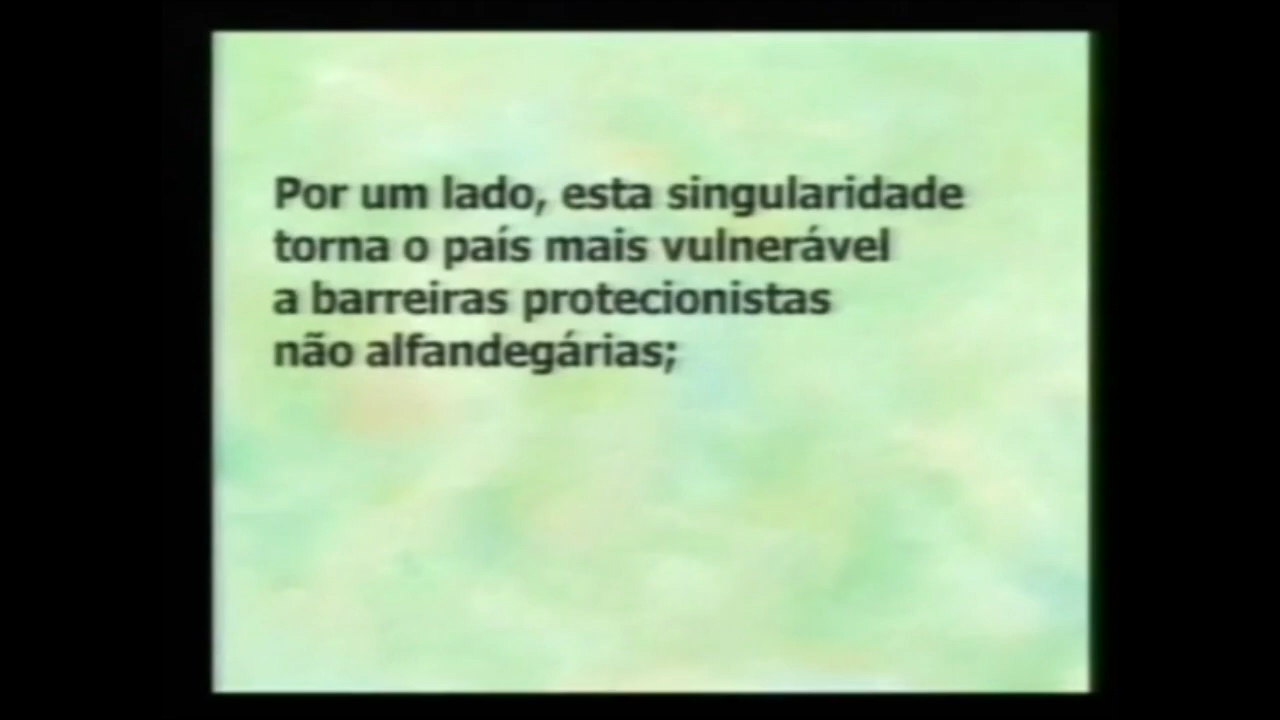 Por um lado, esta singularidade
torna o país mais vulnerável
a barreiras protecionistas
não alfandegárias;